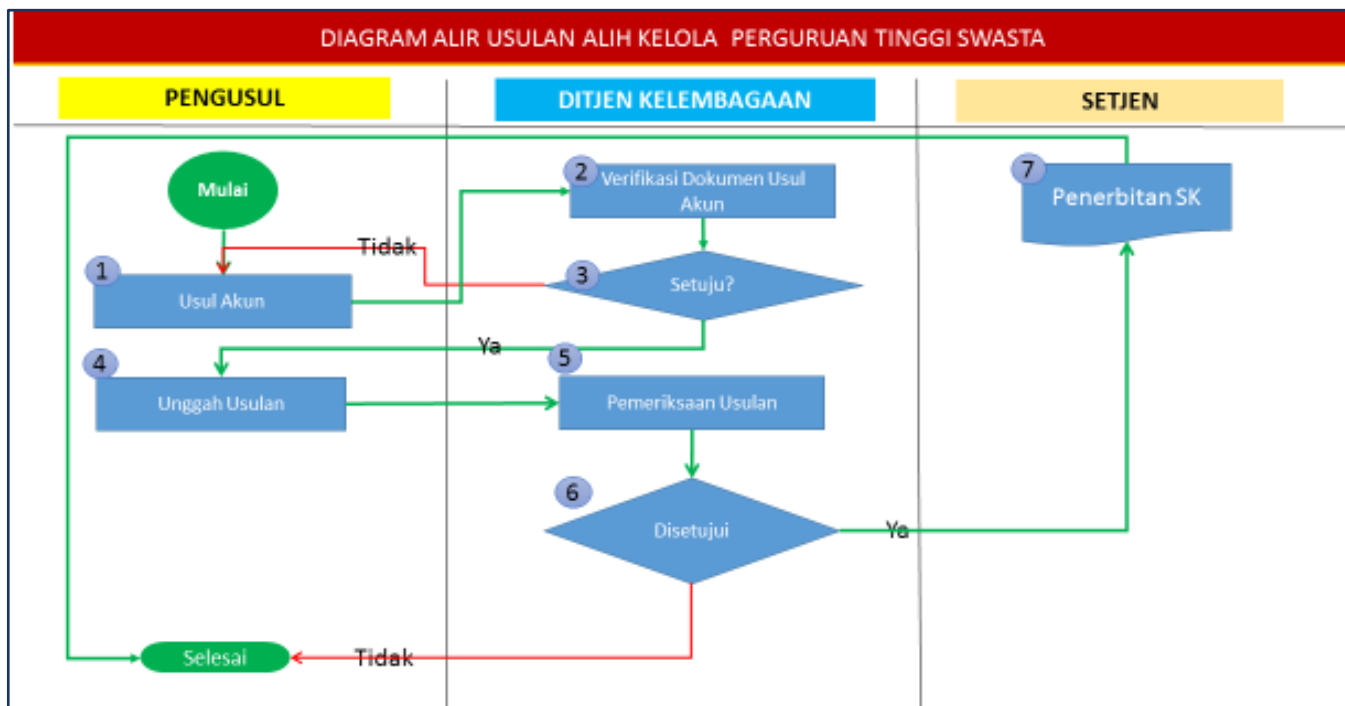 DIAGRAM ALIR USULAN ALIH KELOLA PERGURUAN TINGGI SWASTA
PENGUSUL
DITJEN KELEMBAGAAN
SETJEN
Mulai
1
Usul Akun
2
Verifikasi Dokumen Usul
Akun
3
Setuju?
Tidak
Ya
4
Unggah Usulan
5
Pemeriksaan Usulan
6
Disetujui
Ya
7
Penerbitan SK
Tidak
Selesai